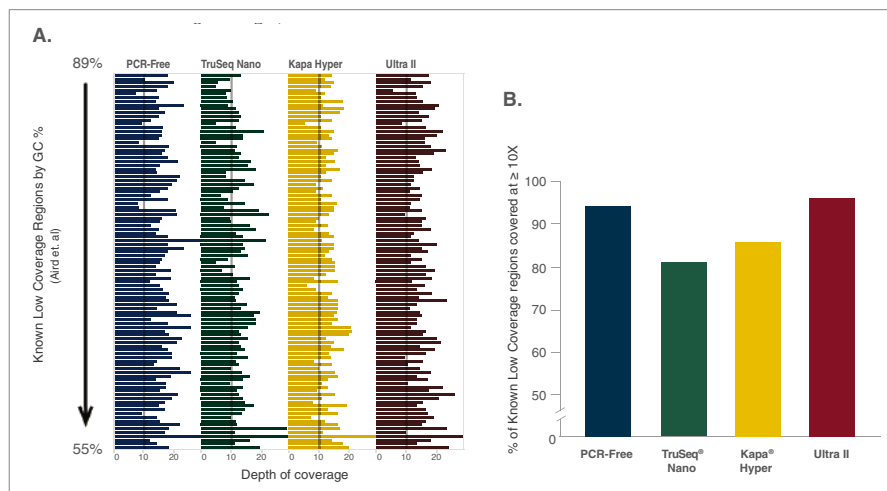 A.
89%
PCR-Free
TruSeq Nano
Kapa Hyper
Ultra II
Known Low Coverage Regions by GC %
(Aird et. al)
55%
0 10 20
0 10 20
0 10 20
0 10 20
Depth of coverage
B.
% of Known Low Coverage regions covered at ≥ 10X
100
90
80
70
60
50
0
PCR-Free
TruSeq®
Nano
Kapa®
Hyper
Ultra II